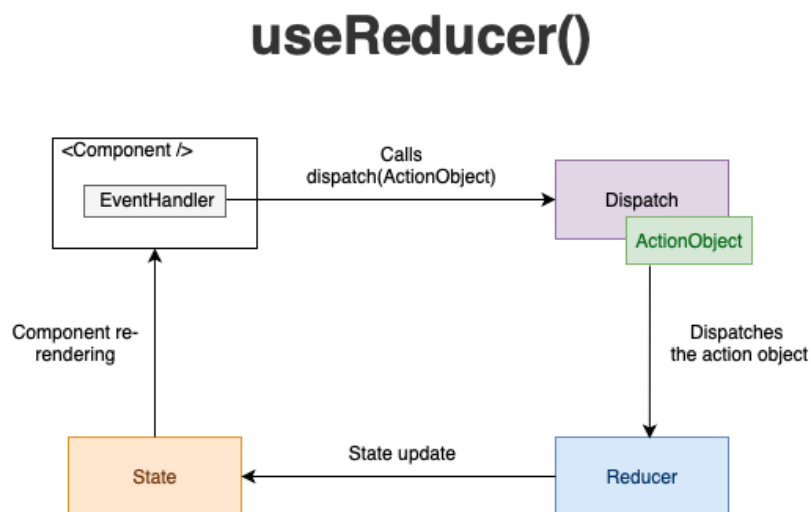 useReducer()
<Component />
EventHandler
Calls
dispatch(ActionObject)
Dispatch
ActionObject
Component re-
rendering
Dispatches
the action object
State
State update
Reducer